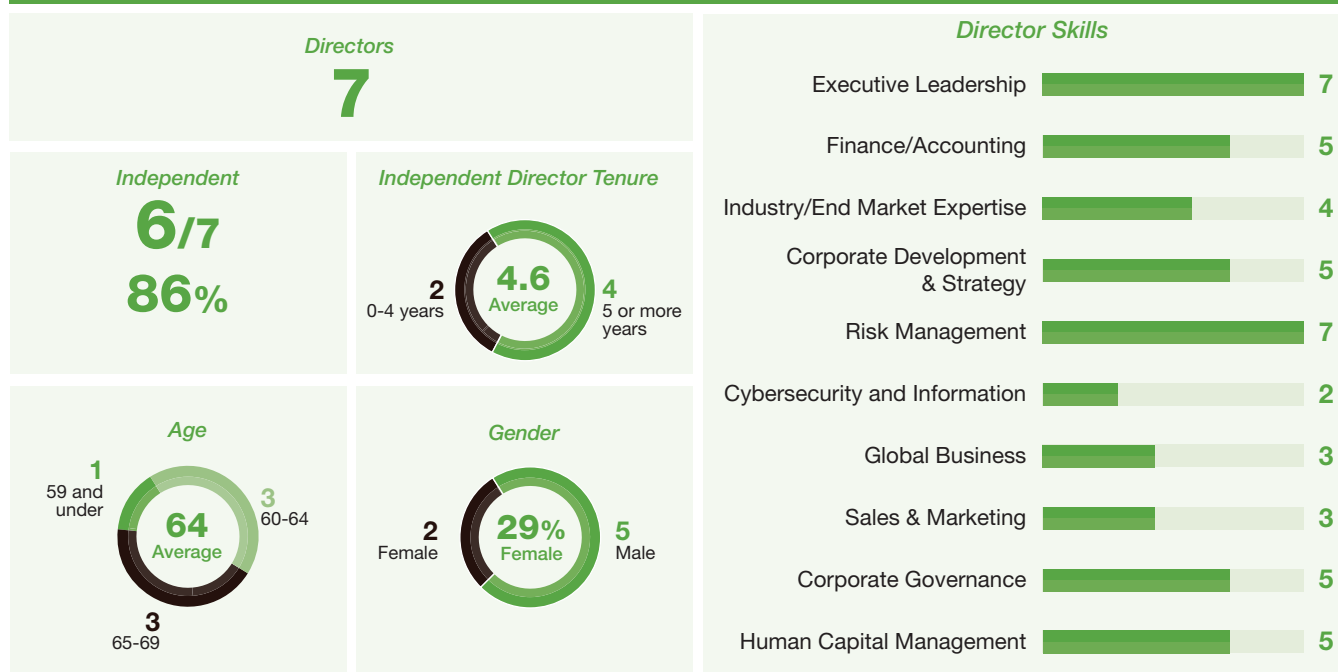 Directors
7
Independent
6/7
86%
Independent Director Tenure
2
0-4 years
4.6
Average
4
5 or more
years
Age
1
59 and
under
64
Average
3
60-64
3
65-69
Gender
2
Female
29%
Female
5
Male
Director Skills
Executive Leadership 7
Finance/Accounting 5
Industry/End Market Expertise 4
Corporate Development
& Strategy 5
Risk Management 7
Cybersecurity and Information 2
Global Business 3
Sales & Marketing 3
Corporate Governance 5
Human Capital Management 5